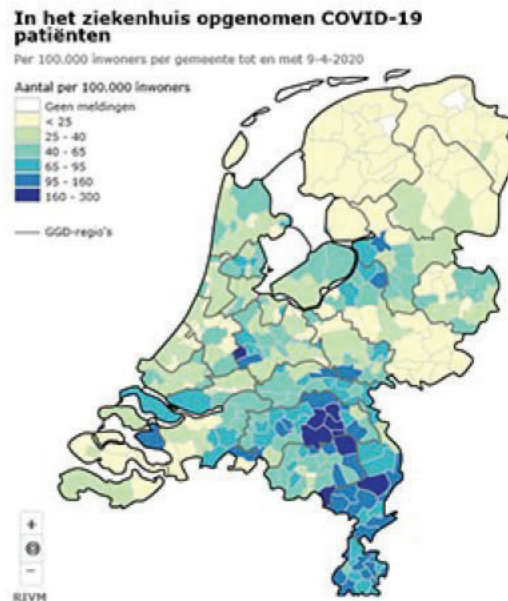 In het ziekenhuis opgenomen COVID-19
patiënten
Per 100.000 inwoners per gemeente tot en met 9-4-2020
Aantal per 100.000 inwoners
Geen meldingen
< 25
25 - 40
40 - 65
65 - 95
95 - 160
160 - 300
GGD-regio's
+
−
RIVM